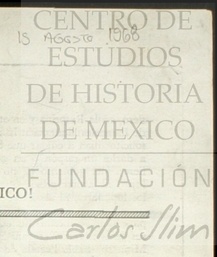 CENTRO DE
15 AGOSTO 1968
ESTUDIOS
DE HISTORIA
DE MEXICO
FUNDACIÓN
ICO!
Carlos Slim